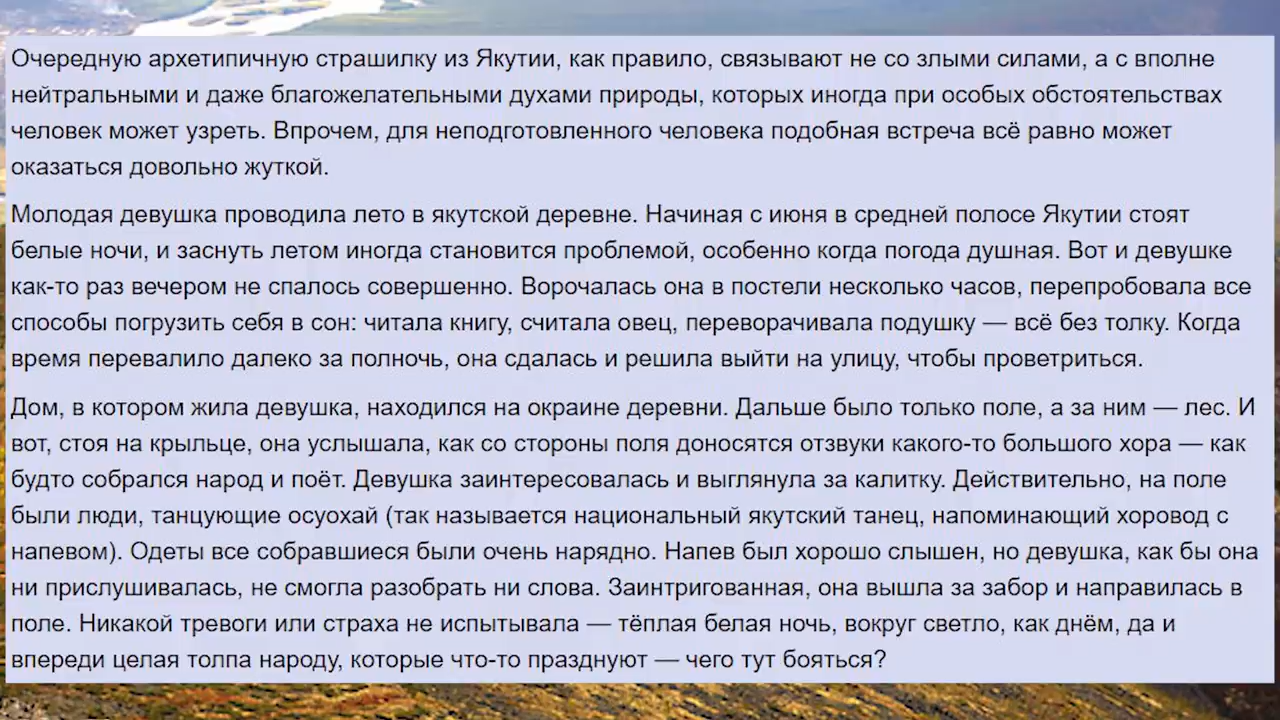 Очередную архетипичную страшилку из Якутии, как правило, связывают не со злыми силами, а с вполне
нейтральными и даже благожелательными духами природы, которых иногда при особых обстоятельствах
человек может узреть. Впрочем, для неподготовленного человека подобная встреча всё равно может
оказаться довольно жуткой.
Молодая девушка проводила лето в якутской деревне. Начиная с июня в средней полосе Якутии стоят
белые ночи, и заснуть летом иногда становится проблемой, особенно когда погода душная. Вот и девушке
как-то раз вечером не спалось совершенно. Ворочалась она в постели несколько часов, перепробовала все
способы погрузить себя в сон: читала книгу, считала овец, переворачивала подушку — всё без толку. Когда
время перевалило далеко за полночь, она сдалась и решила выйти на улицу, чтобы проветриться.
Дом, в котором жила девушка, находился на окраине деревни. Дальше было только поле, а за ним — лес. И
вот, стоя на крыльце, она услышала, как со стороны поля доносятся отзвуки какого-то большого хора — как
будто собрался народ и поёт. Девушка заинтересовалась и выглянула за калитку. Действительно, на поле
были люди, танцующие осуохай (так называется национальный якутский танец, напоминающий хоровод с
напевом). Одеты все собравшиеся были очень нарядно. Напев был хорошо слышен, но девушка, как бы она
ни прислушивалась, не смогла разобрать ни слова. Заинтригованная, она вышла за забор и направилась в
поле. Никакой тревоги или страха не испытывала — тёплая белая ночь, вокруг светло, как днём, да и
впереди целая толпа народу, которые что-то празднуют — чего тут бояться?